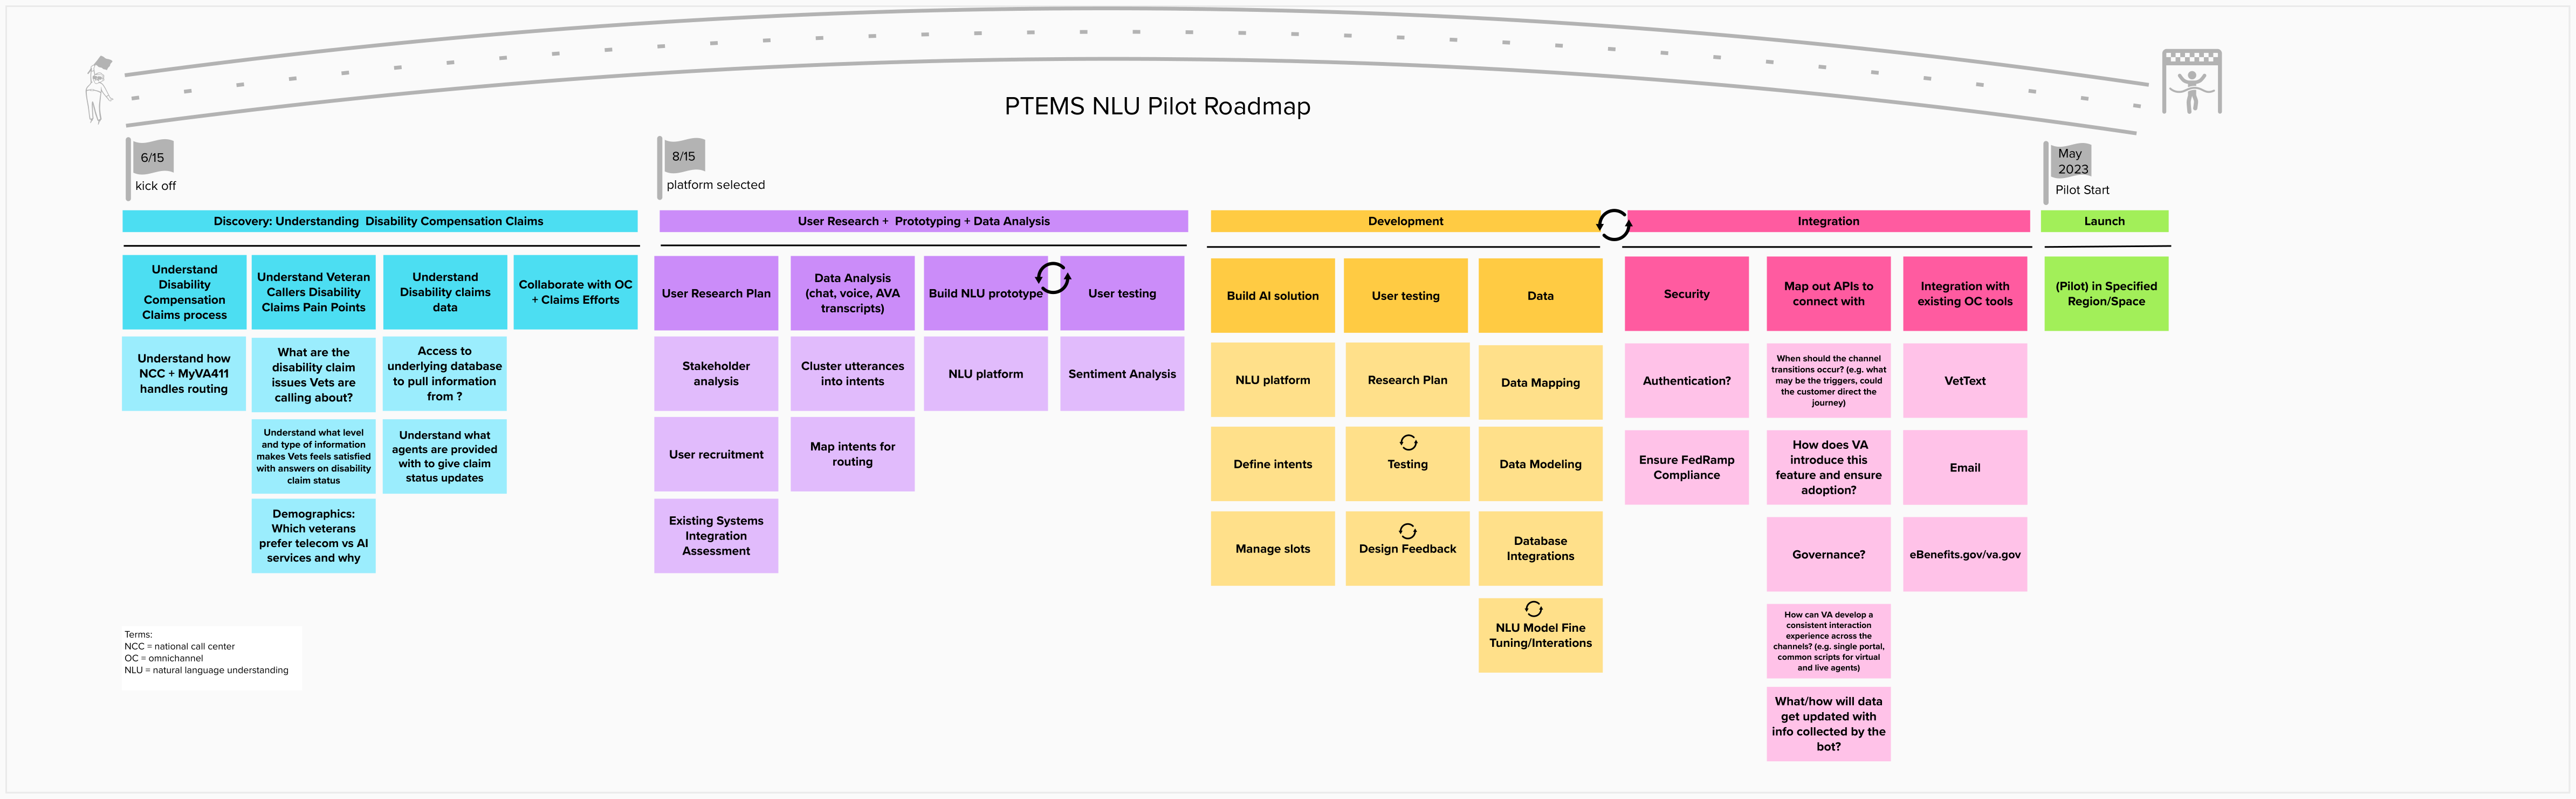 PTEMS NLU Pilot Roadmap
6/15
kick off
8/15
platform selected
May
2023
Pilot Start
Discovery: Understanding Disability Compensation Claims
User Research + Prototyping + Data Analysis
Development
Integration
Launch
Understand
Disability
Compensation
Claims process
Understand how
NCC + MyVA411
handles routing
Understand Veteran
Callers Disability
Claims Pain Points
What are the
disability claim
issues Vets are
calling about?
Understand what level
and type of information
makes Vets feels satisfied
with answers on disability
claim status
Demographics:
Which veterans
prefer telecom vs AI
services and why
Understand
Disability claims
data
Access to
underlying database
to pull information
from ?
Understand what
agents are provided
with to give claim
status updates
Collaborate with OC
+ Claims Efforts
User Research Plan
Stakeholder
analysis
User recruitment
Existing Systems
Integration
Assessment
Data Analysis
(chat, voice, AVA
transcripts)
Cluster utterances
into intents
Map intents for
routing
Build NLU prototype
NLU platform
User testing
Sentiment Analysis
Build AI solution
NLU platform
Define intents
Manage slots
User testing
Research Plan
Testing
Design Feedback
Data
Data Mapping
Data Modeling
Database
Integrations
NLU Model Fine
Tuning/Interations
Security
Authentication?
Ensure FedRamp
Compliance
Map out APIs to
connect with
When should the channel
transitions occur? (e.g. what
may be the triggers, could
the customer direct the
journey)
How does VA
introduce this
feature and ensure
adoption?
Governance?
How can VA develop a
consistent interaction
experience across the
channels? (e.g. single portal,
common scripts for virtual
and live agents)
What/how will data
get updated with
info collected by the
bot?
Integration with
existing OC tools
VetText
Email
eBenefits.gov/va.gov
(Pilot) in Specified
Region/Space
Terms:
NCC = national call center
OC = omnichannel
NLU = natural language understanding